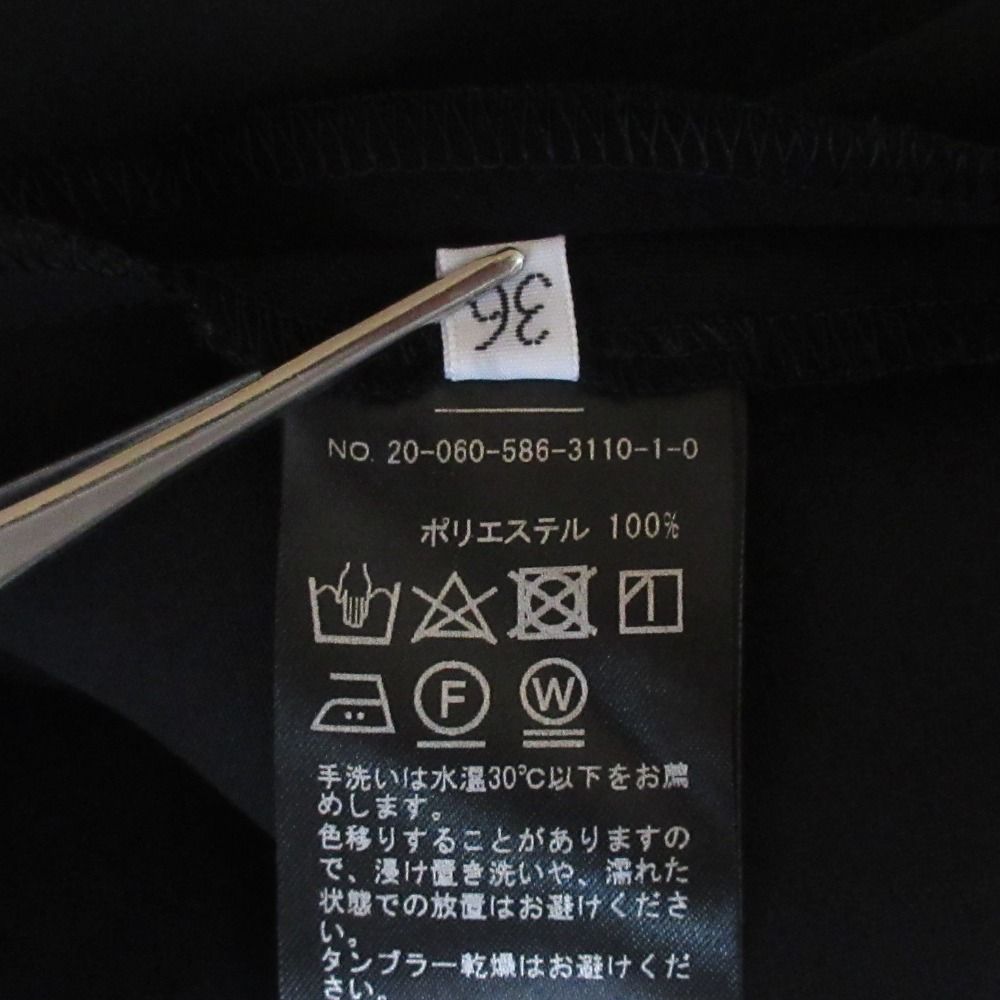 36
NO. 20-060-586-3110-1-0
ポリエステル 100%
F W
手洗いは水温30℃以下をお薦
めします。
色移りすることがありますの
で、浸け置き洗いや、濡れた
状態での放置はお避けくださ
い。
タンブラー乾燥はお避けくだ
さい。